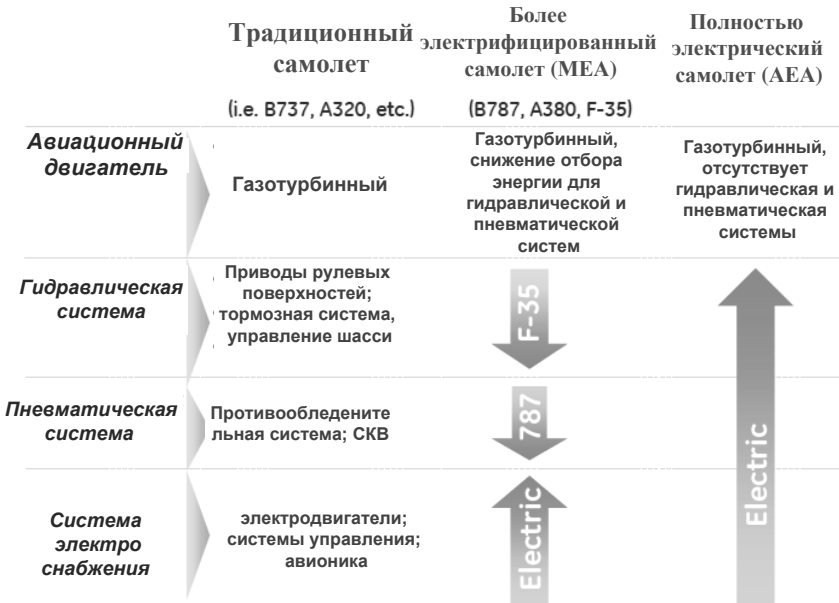 Традиционный
самолет
Более
электрифицированный
самолет (MEA)
Полностью
электрический
самолет (AEA)
(i.e. B737, A320, etc.)
(B787, A380, F-35)
Авиационный
двигатель
Газотурбинный
Газотурбинный,
снижение отбора
энергии для
гидравлической и
пневматической
систем
Газотурбинный,
отсутствует
гидравлическая и
пневматическая
системы
Гидравлическая
система
Приводы рулевых
поверхностей;
тормозная система,
управление шасси
F-35
Пневматическая
система
Противообледените
льная система; СКВ
787
Система
электро
снабжения
электродвигатели;
системы управления;
авионика
Electric
Electric